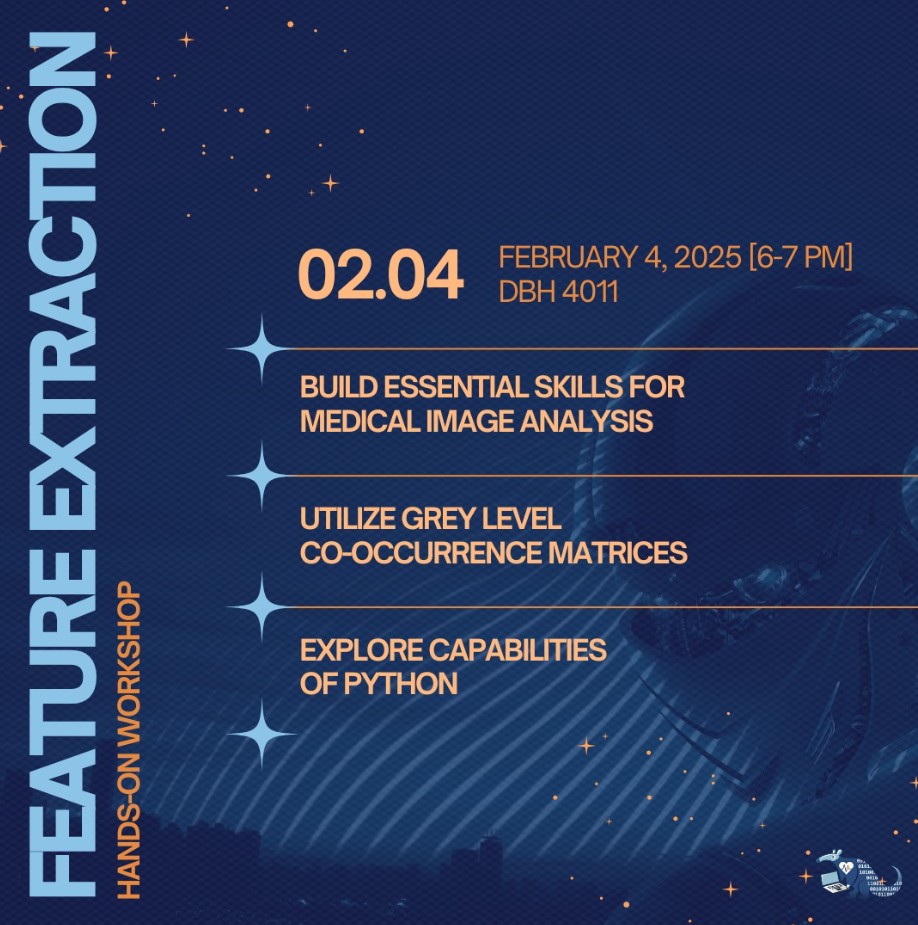 FEATURE EXTRACTION
HANDS-ON WORKSHOP
02.04
FEBRUARY 4, 2025 [6-7 PM]
DBH 4011
BUILD ESSENTIAL SKILLS FOR
MEDICAL IMAGE ANALYSIS
UTILIZE GREY LEVEL
CO-OCCURRENCE MATRICES
EXPLORE CAPABILITIES
OF PYTHON